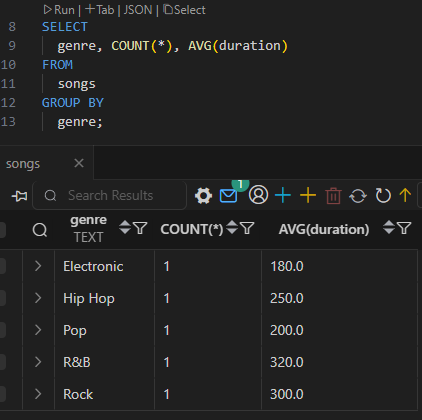 Run | Tab | JSON | Select
8 SELECT
9 genre, COUNT(*), AVG(duration)
10 FROM
11 songs
12 GROUP BY
13 genre;
songs
Search Results 1
genre TEXT COUNT(*) AVG(duration)
Electronic 1 180.0
Hip Hop 1 250.0
Pop 1 200.0
R&B 1 320.0
Rock 1 300.0